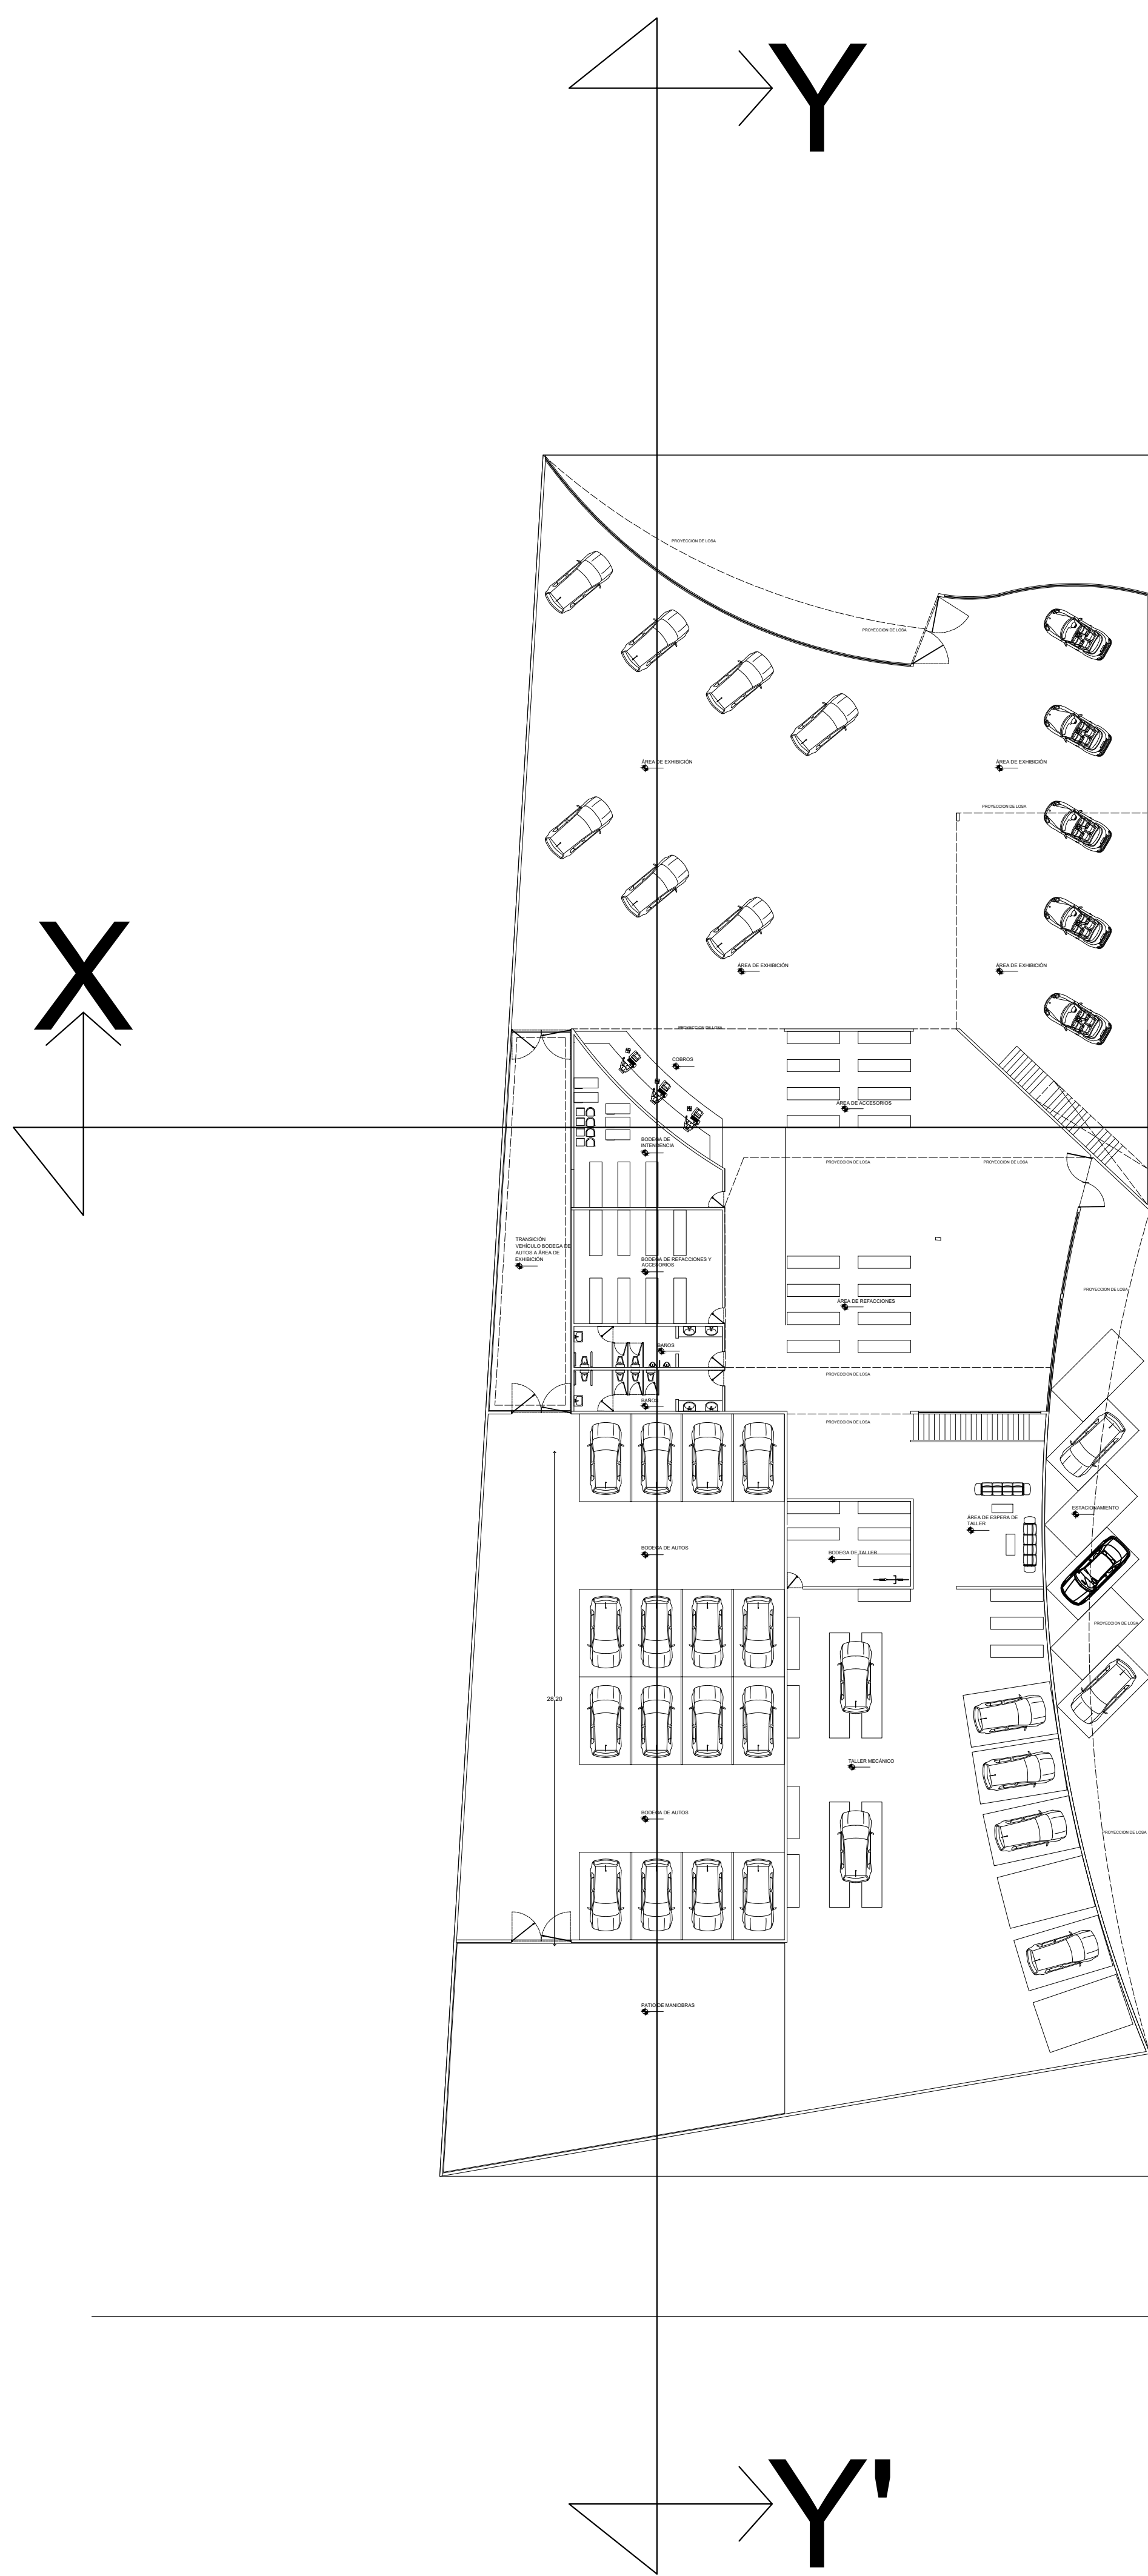 Y
PROYECCION DE LOSA
PROYECCION DE LOSA
ÁREA DE EXHIBICIÓN
ÁREA DE EXHIBICIÓN
PROYECCION DE LOSA
X
ÁREA DE EXHIBICIÓN
ÁREA DE EXHIBICIÓN
PROYECCION DE LOSA
COBROS
ÁREA DE ACCESORIOS
BODEGA DE
INTENDENCIA
PROYECCION DE LOSA
PROYECCION DE LOSA
TRANSICIÓN
VEHÍCULO BODEGA DE
AUTOS A ÁREA DE
EXHIBICIÓN
BODEGA DE REFACCIONES Y
ACCESORIOS
PROYECCION DE LOSA
ÁREA DE REFACCIONES
BAÑOS
PROYECCION DE LOSA
BAÑOS
PROYECCION DE LOSA
ESTACIONAMIENTO
ÁREA DE ESPERA DE
TALLER
BODEGA DE AUTOS
BODEGA DE TALLER
PROYECCION DE LOSA
28,20
TALLER MECÁNICO
BODEGA DE AUTOS
PROYECCION DE LOSA
PATIO DE MANIOBRAS
Y'